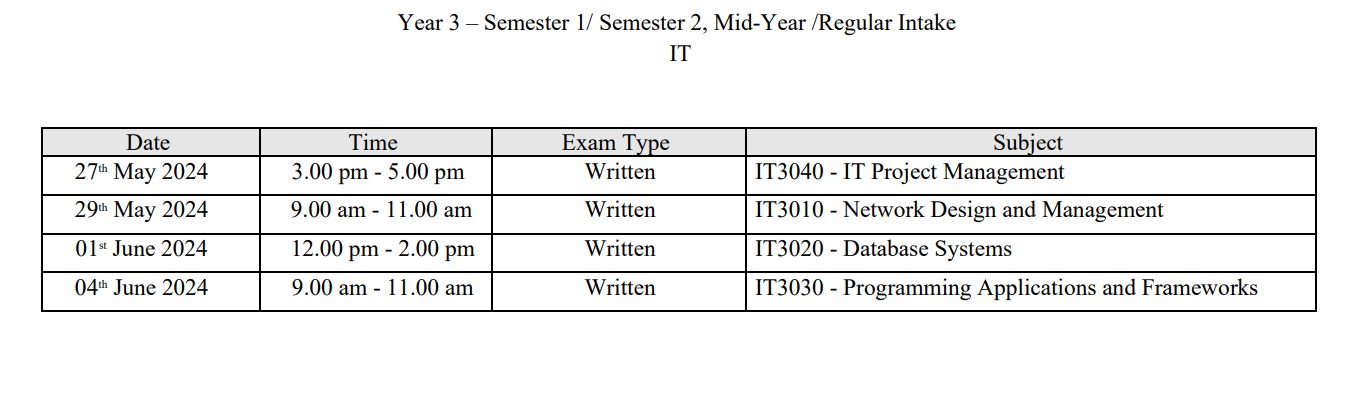 Year 3 – Semester 1/ Semester 2, Mid-Year /Regular Intake
IT
Date Time Exam Type Subject
27th May 2024 3.00 pm - 5.00 pm Written IT3040 - IT Project Management
29th May 2024 9.00 am - 11.00 am Written IT3010 - Network Design and Management
01st June 2024 12.00 pm - 2.00 pm Written IT3020 - Database Systems
04th June 2024 9.00 am - 11.00 am Written IT3030 - Programming Applications and Frameworks